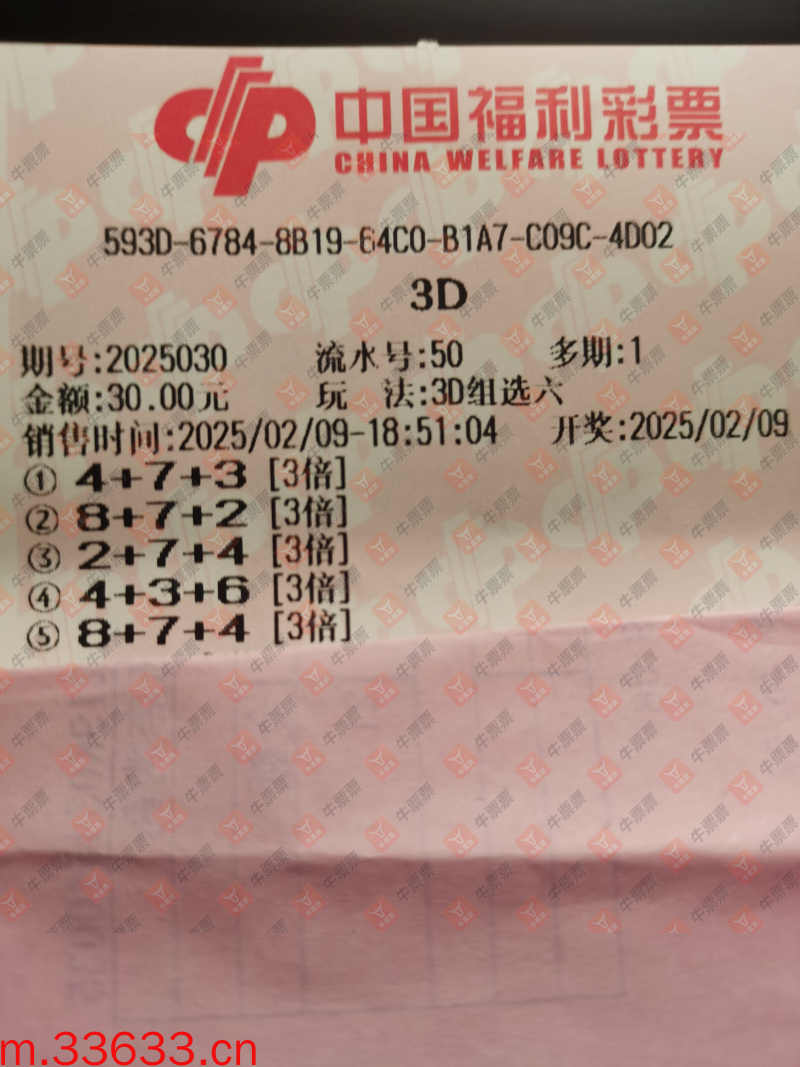 中国福利彩票
CHINA WELFARE LOTTERY
593D-6784-8B19-64C0-B1A7-C09C-4D02
3D
期号:2025030 流水号:50 多期:1
金额:30.00元 玩 法:3D组选六
销售时间:2025/02/09-18:51:04 开奖:2025/02/09
① 4+7+3 [3倍]
② 8+7+2 [3倍]
③ 2+7+4 [3倍]
④ 4+3+6 [3倍]
⑤ 8+7+4 [3倍]
牛票票
m.33633.cn